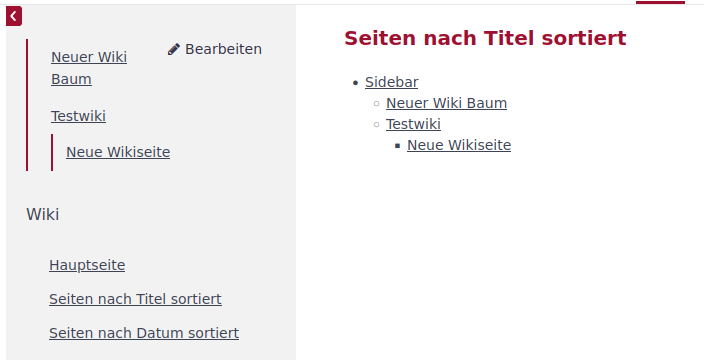 Neuer Wiki
Baum
Bearbeiten
Testwiki
Neue Wikiseite
Wiki
Hauptseite
Seiten nach Titel sortiert
Seiten nach Datum sortiert
Seiten nach Titel sortiert
Sidebar
Neuer Wiki Baum
Testwiki
Neue Wikiseite